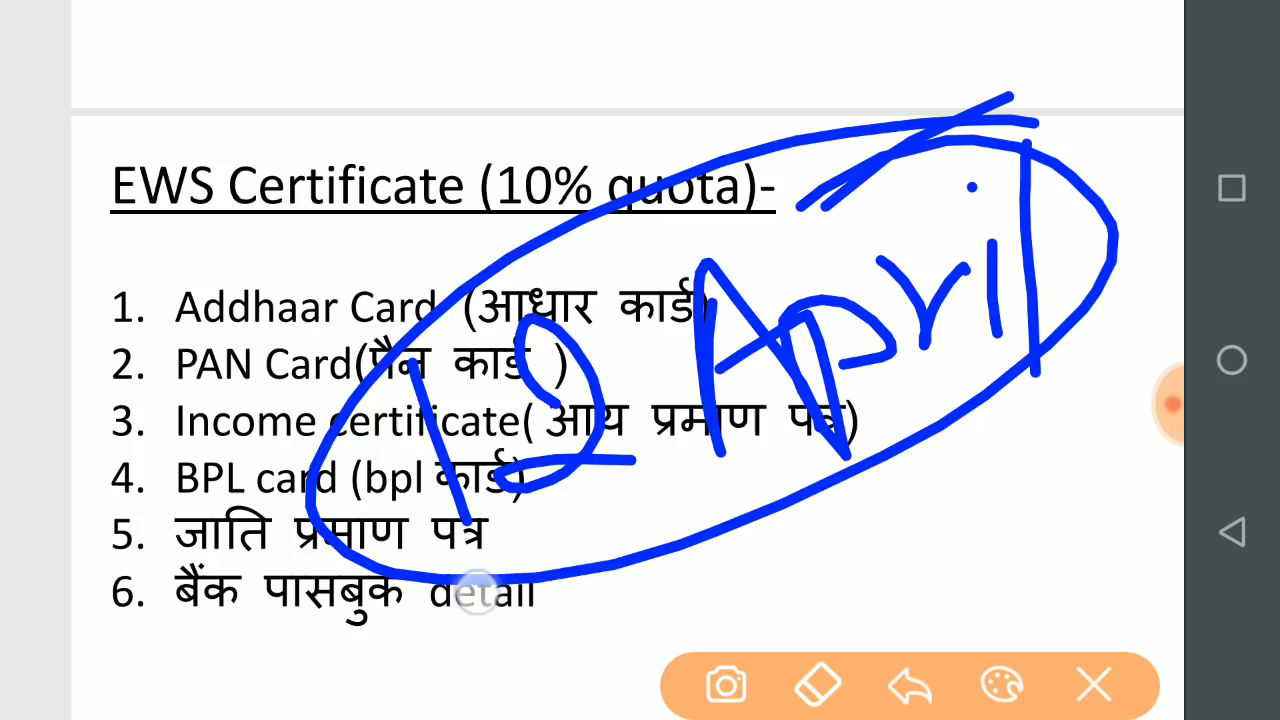 EWS Certificate (10% quota)-
1. Addhaar Card (आधार कार्ड)
2. PAN Card(पैन कार्ड )
3. Income certificate( आय प्रमाण पत्र)
4. BPL card (bpl कार्ड)
5. जाति प्रमाण पत्र
6. बैंक पासबुक detail
12 April